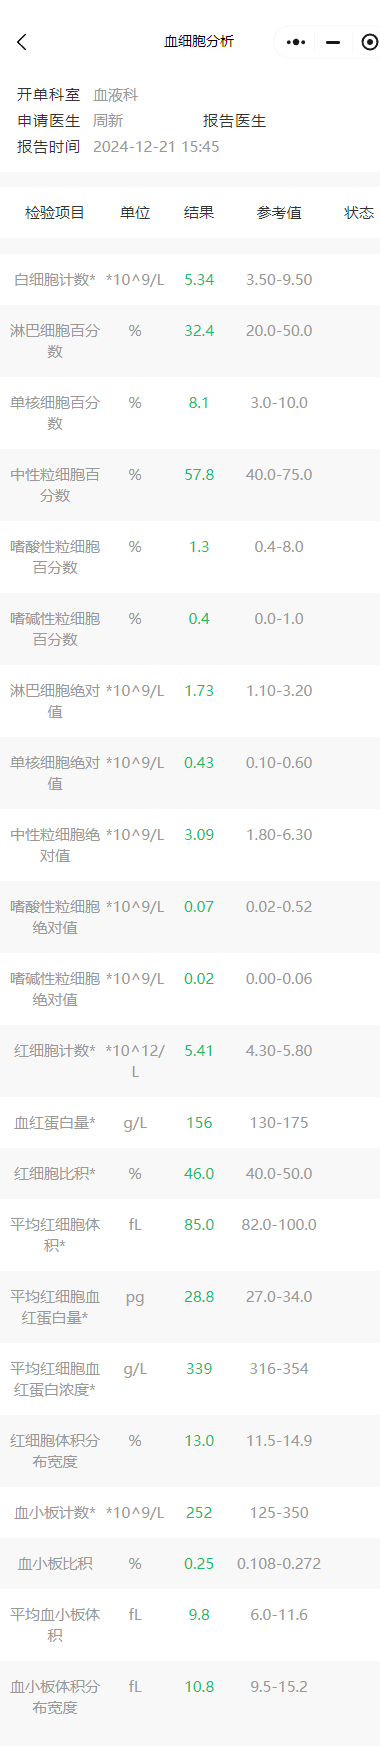 血细胞分析
开单科室 血液科
申请医生 周新 报告医生
报告时间 2024-12-21 15:45
检验项目 单位 结果 参考值 状态
白细胞计数* *10^9/L 5.34 3.50-9.50
淋巴细胞百分 % 32.4 20.0-50.0
数
单核细胞百分 % 8.1 3.0-10.0
数
中性粒细胞百 % 57.8 40.0-75.0
分数
嗜酸性粒细胞 % 1.3 0.4-8.0
百分数
嗜碱性粒细胞 % 0.4 0.0-1.0
百分数
淋巴细胞绝对 *10^9/L 1.73 1.10-3.20
值
单核细胞绝对 *10^9/L 0.43 0.10-0.60
值
中性粒细胞绝 *10^9/L 3.09 1.80-6.30
对值
嗜酸性粒细胞 *10^9/L 0.07 0.02-0.52
绝对值
嗜碱性粒细胞 *10^9/L 0.02 0.00-0.06
绝对值
红细胞计数* *10^12/ 5.41 4.30-5.80
L
血红蛋白量* g/L 156 130-175
红细胞比积* % 46.0 40.0-50.0
平均红细胞体 fL 85.0 82.0-100.0
积*
平均红细胞血 pg 28.8 27.0-34.0
红蛋白量*
平均红细胞血 g/L 339 316-354
红蛋白浓度*
红细胞体积分 % 13.0 11.5-14.9
布宽度
血小板计数* *10^9/L 252 125-350
血小板比积 % 0.25 0.108-0.272
平均血小板体 fL 9.8 6.0-11.6
积
血小板体积分 fL 10.8 9.5-15.2
布宽度